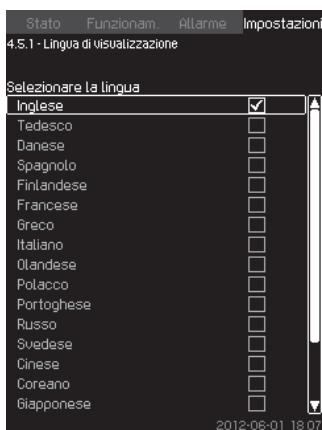 Stato Funzionam. Allarme Impostazioni
4.5.1 - Lingua di visualizzazione
Selezionare la lingua
Inglese
Tedesco
Danese
Spagnolo
Finlandese
Francese
Greco
Italiano
Olandese
Polacco
Portoghese
Russo
Svedese
Cinese
Coreano
Giapponese
2012-06-01 18:07